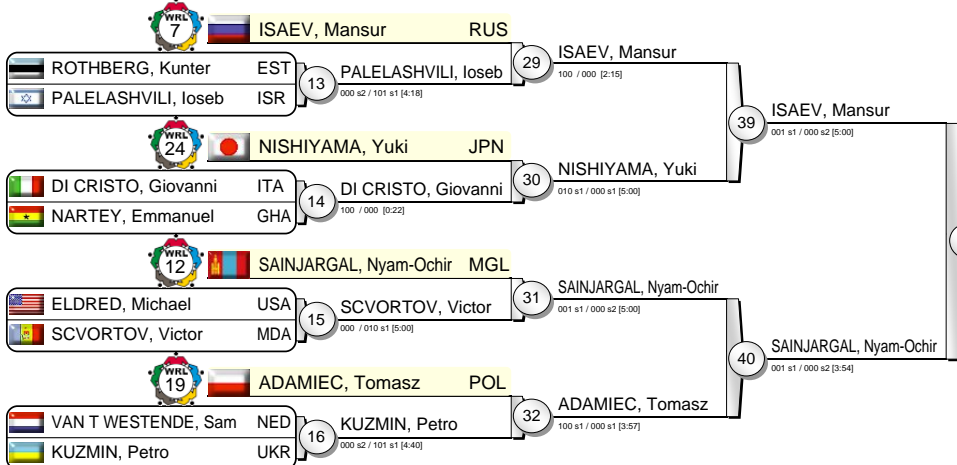 WRL
7
ISAEV, Mansur RUS
ROTHBERG, Kunter EST
PALELASHVILI, Ioseb ISR
13
PALELASHVILI, Ioseb
000 s2 / 101 s1 [4:18]
29
ISAEV, Mansur
100 / 000 [2:15]
WRL
24
NISHIYAMA, Yuki JPN
DI CRISTO, Giovanni ITA
NARTEY, Emmanuel GHA
14
DI CRISTO, Giovanni
100 / 000 [0:22]
30
NISHIYAMA, Yuki
010 s1 / 000 s1 [5:00]
39
ISAEV, Mansur
001 s1 / 000 s2 [5:00]
WRL
12
SAINJARGAL, Nyam-Ochir MGL
ELDRED, Michael USA
SCVORTOV, Victor MDA
15
SCVORTOV, Victor
000 / 010 s1 [5:00]
31
SAINJARGAL, Nyam-Ochir
001 s1 / 000 s2 [5:00]
WRL
19
ADAMIEC, Tomasz POL
VAN T WESTENDE, Sam NED
KUZMIN, Petro UKR
16
KUZMIN, Petro
000 s2 / 101 s1 [4:40]
32
ADAMIEC, Tomasz
100 s1 / 000 s1 [3:57]
40
SAINJARGAL, Nyam-Ochir
001 s1 / 000 s2 [3:54]